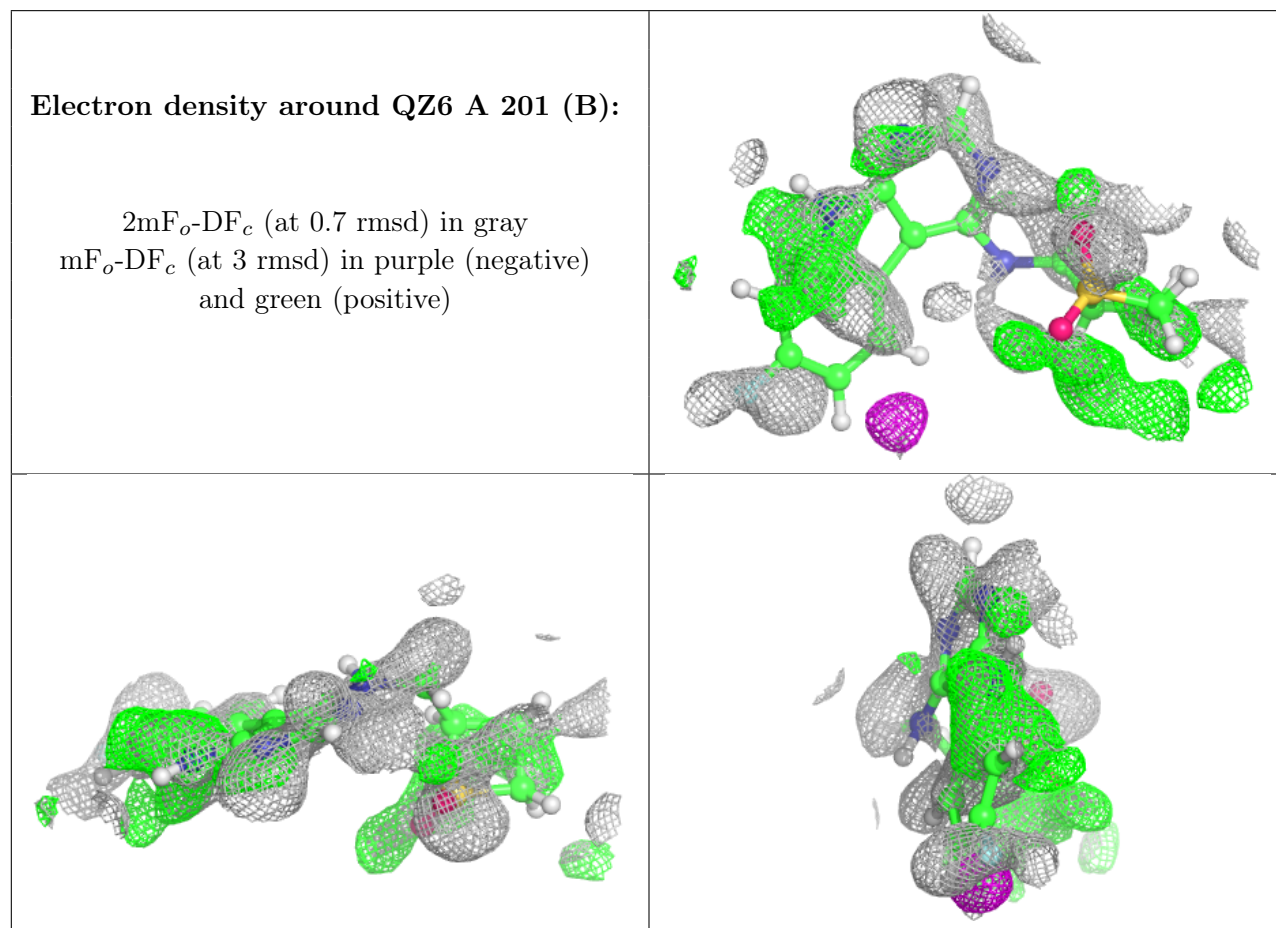 Electron density around QZ6 A 201 (B):
2mFo-DFc (at 0.7 rmsd) in gray
mFo-DFc (at 3 rmsd) in purple (negative)
and green (positive)